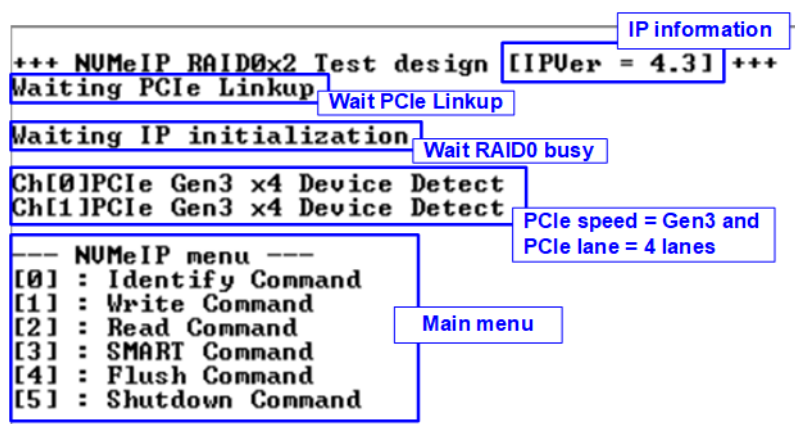 IP information
+++ NVMeIP RAID0x2 Test design [IPVer = 4.3] +++
Waiting PCIe Linkup
Wait PCIe Linkup
Waiting IP initialization
Wait RAID0 busy
Ch[0]PCIe Gen3 x4 Device Detect
Ch[1]PCIe Gen3 x4 Device Detect
PCIe speed = Gen3 and
PCIe lane = 4 lanes
--- NVMeIP menu ---
[0] : Identify Command
[1] : Write Command
[2] : Read Command
[3] : SMART Command
[4] : Flush Command
[5] : Shutdown Command
Main menu